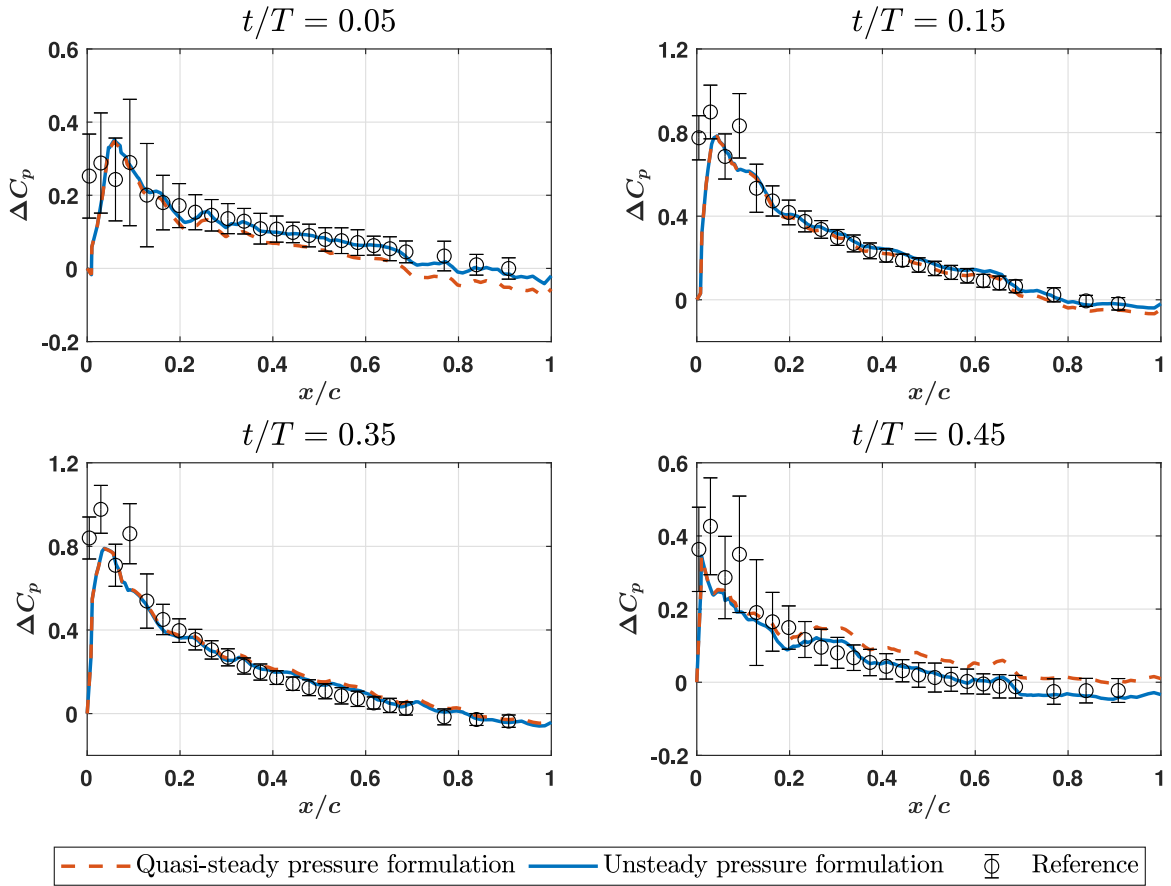 t/T = 0.05
0.6
0.4
0.2
0
-0.2
ΔCp
0 0.2 0.4 0.6 0.8 1
x/c
t/T = 0.15
1.2
0.8
0.4
0
ΔCp
0 0.2 0.4 0.6 0.8 1
x/c
t/T = 0.35
1.2
0.8
0.4
0
ΔCp
0 0.2 0.4 0.6 0.8 1
x/c
t/T = 0.45
0.6
0.4
0.2
0
-0.2
ΔCp
0 0.2 0.4 0.6 0.8 1
x/c
Quasi-steady pressure formulation Unsteady pressure formulation Reference